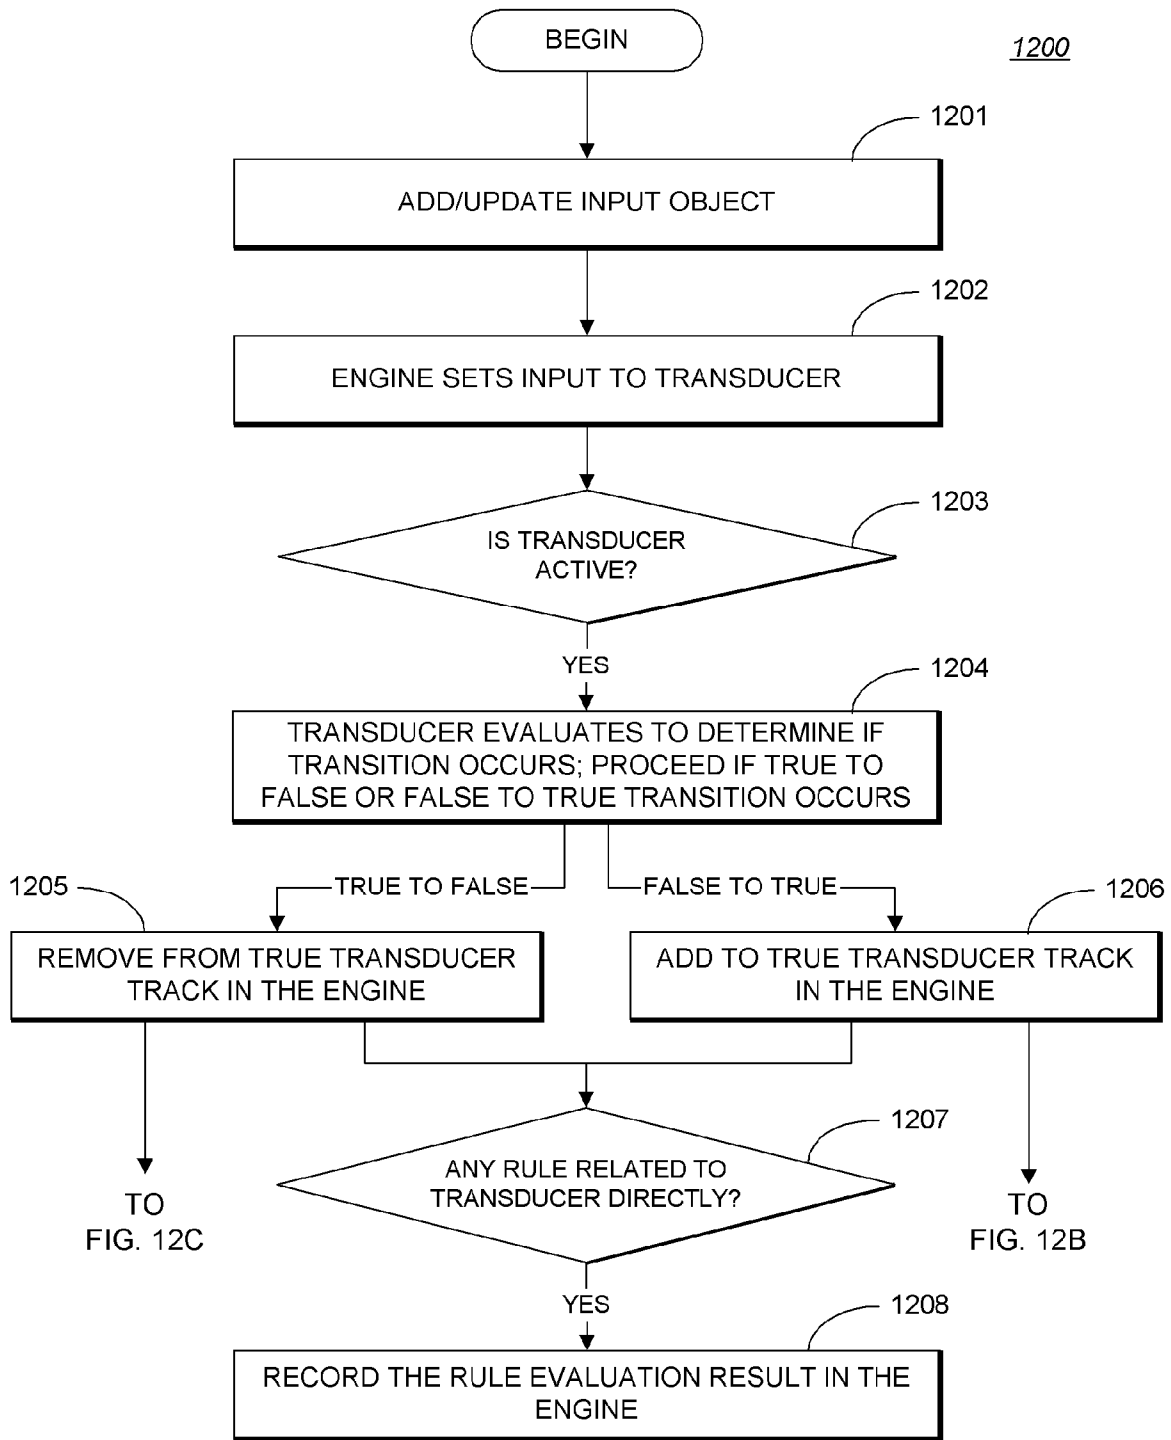 BEGIN
1200
1201
ADD/UPDATE INPUT OBJECT
1202
ENGINE SETS INPUT TO TRANSDUCER
1203
IS TRANSDUCER
ACTIVE?
YES
1204
TRANSDUCER EVALUATES TO DETERMINE IF
TRANSITION OCCURS; PROCEED IF TRUE TO
FALSE OR FALSE TO TRUE TRANSITION OCCURS
1205
TRUE TO FALSE
FALSE TO TRUE
1206
REMOVE FROM TRUE TRANSDUCER
TRACK IN THE ENGINE
ADD TO TRUE TRANSDUCER TRACK
IN THE ENGINE
1207
ANY RULE RELATED TO
TRANSDUCER DIRECTLY?
TO
FIG. 12C
TO
FIG. 12B
YES
1208
RECORD THE RULE EVALUATION RESULT IN THE
ENGINE